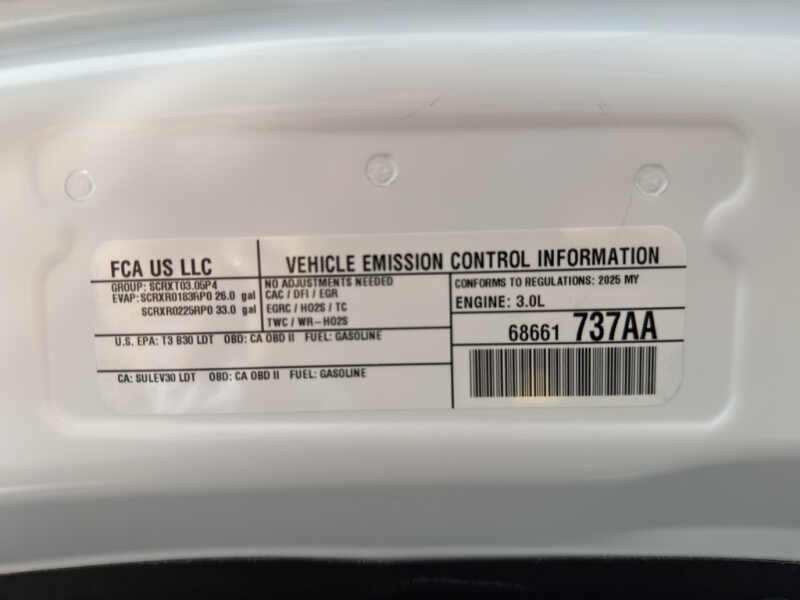 FCA US LLC
VEHICLE EMISSION CONTROL INFORMATION
GROUP: SCRXT03.05P4
EVAP: SCRXR0183RP0 26.0 gal
SCRXR0225RP0 33.0 gal
NO ADJUSTMENTS NEEDED
CAC / DFI / EGR
EGRC / HO2S / TC
TWC / WR-HO2S
CONFORMS TO REGULATIONS: 2025 MY
ENGINE: 3.0L
U.S. EPA: T3 B30 LDT OBD: CA OBD II FUEL: GASOLINE
CA: SULEV30 LDT OBD: CA OBD II FUEL: GASOLINE
68661 737AA